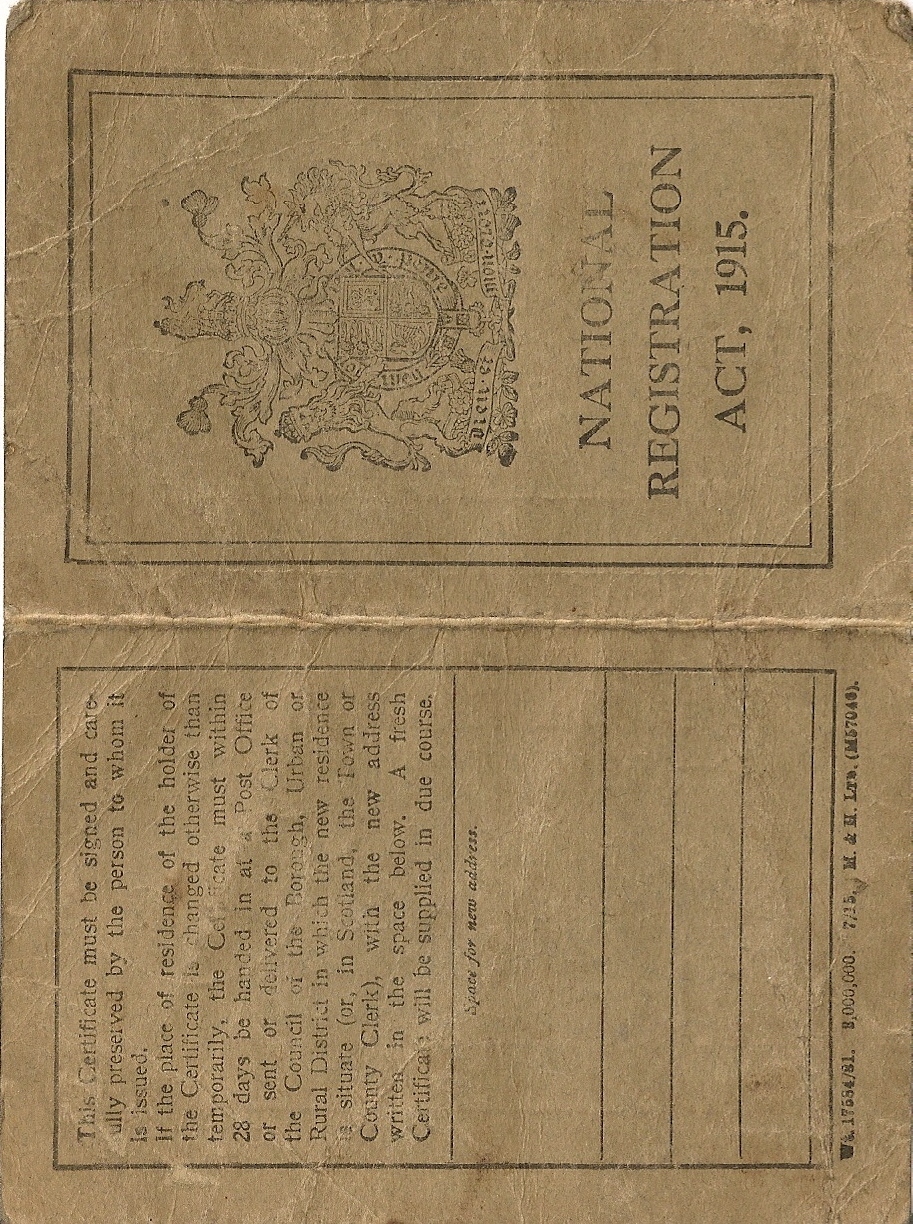 This Certificate must be signed and care-
fully preserved by the person to whom it
is issued.
If the place of residence of the holder of
the Certificate is changed otherwise than
temporarily, the Certificate must within
28 days be handed in at a Post Office
or sent or delivered to the Clerk of
the Council of the Borough, Urban or
Rural District in which the new residence
is situate (or, in Scotland, the Town or
County Clerk), with the new address
written in the space below. A fresh
Certificate will be supplied in due course.
Space for new address.
Wt. 17584/81. 8,000,000. 7/15. M. & H. Ltd.
Dieu·et mon·droit
NATIONAL
REGISTRATION
ACT, 1915.